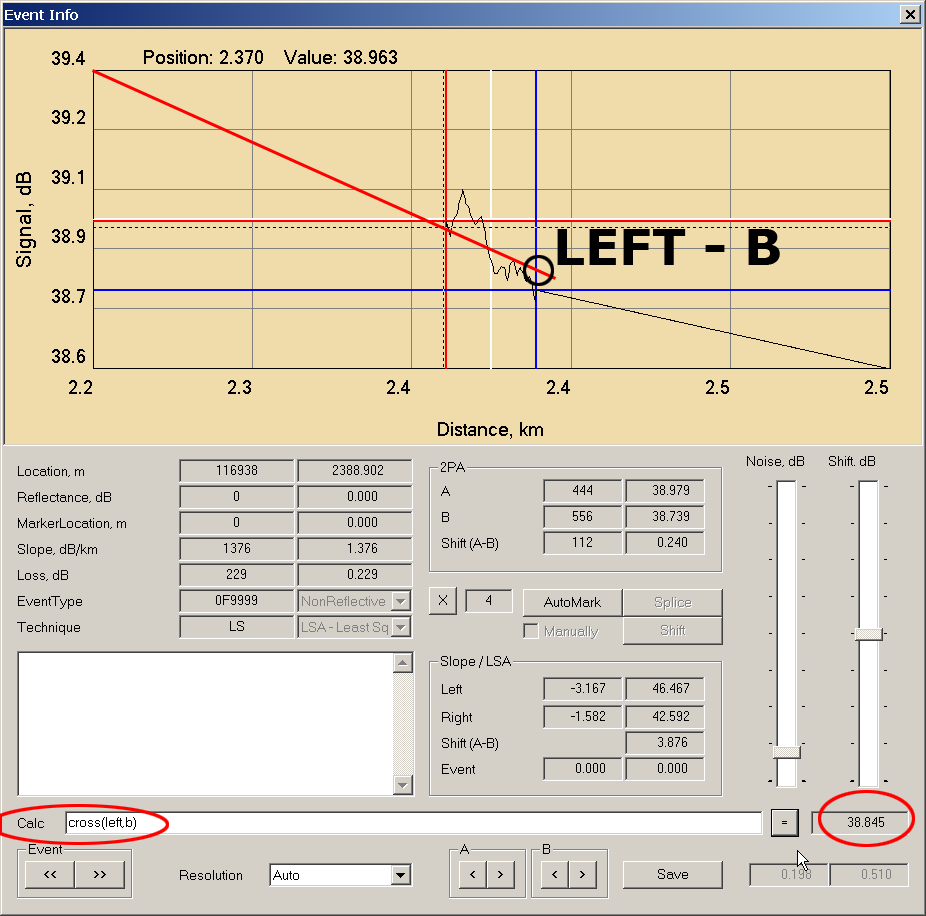 Event Info
Position: 2.370 Value: 38.963
39.4
39.2
39.1
38.9
38.7
38.6
Signal, dB
LEFT - B
2.2 2.3 2.4 2.4 2.5 2.5
Distance, km
Location, m 116938 2388.902
Reflectance, dB 0 0.000
MarkerLocation, m 0 0.000
Slope, dB/km 1376 1.376
Loss, dB 229 0.229
EventType 0F9999 NonReflective
Technique LS LSA - Least Sq
2PA
A 444 38.979
B 556 38.739
Shift (A-B) 112 0.240
X 4 AutoMark Splice
Manually Shift
Slope / LSA
Left -3.167 46.467
Right -1.582 42.592
Shift (A-B) 3.876
Event 0.000 0.000
Noise, dB Shift. dB
Calc cross(left,b) = 38.845
Event
<< >>
Resolution Auto
A
< >
B
< >
Save
0.198 0.510